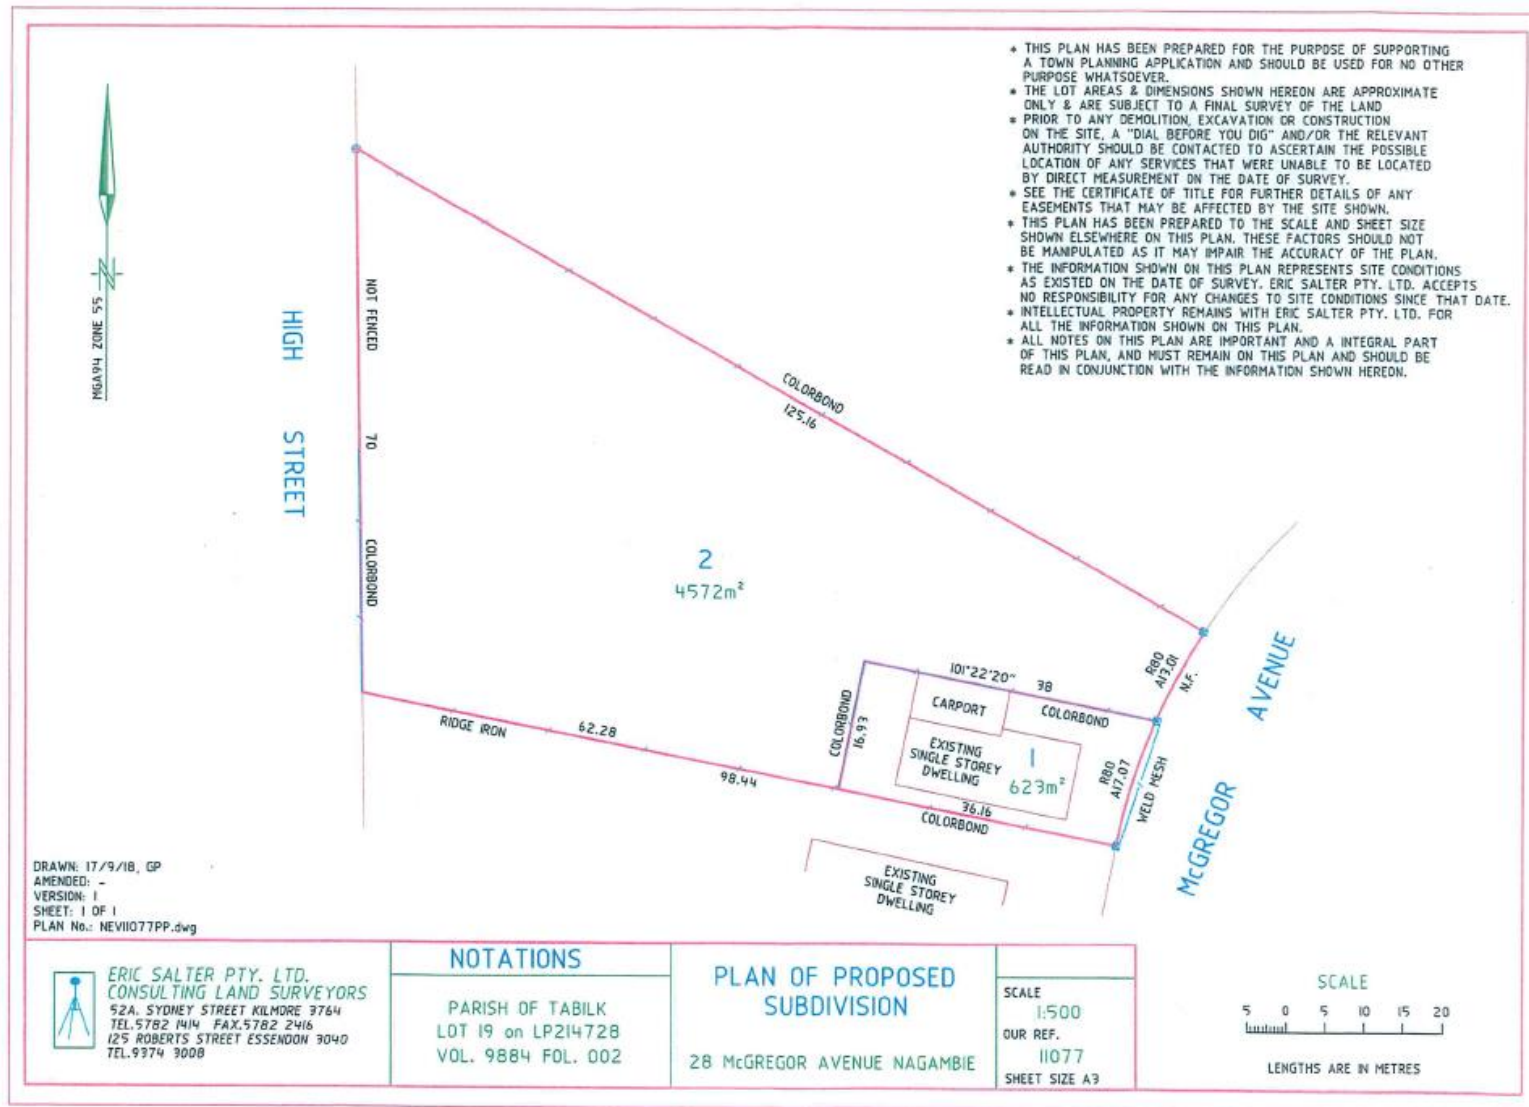 * THIS PLAN HAS BEEN PREPARED FOR THE PURPOSE OF SUPPORTING
A TOWN PLANNING APPLICATION AND SHOULD BE USED FOR NO OTHER
PURPOSE WHATSOEVER.
* THE LOT AREAS & DIMENSIONS SHOWN HEREON ARE APPROXIMATE
ONLY & ARE SUBJECT TO A FINAL SURVEY OF THE LAND
* PRIOR TO ANY DEMOLITION, EXCAVATION OR CONSTRUCTION
ON THE SITE, A "DIAL BEFORE YOU DIG" AND/OR THE RELEVANT
AUTHORITY SHOULD BE CONTACTED TO ASCERTAIN THE POSSIBLE
LOCATION OF ANY SERVICES THAT WERE UNABLE TO BE LOCATED
BY DIRECT MEASUREMENT ON THE DATE OF SURVEY.
* SEE THE CERTIFICATE OF TITLE FOR FURTHER DETAILS OF ANY
EASEMENTS THAT MAY BE AFFECTED BY THE SITE SHOWN.
* THIS PLAN HAS BEEN PREPARED TO THE SCALE AND SHEET SIZE
SHOWN ELSEWHERE ON THIS PLAN. THESE FACTORS SHOULD NOT
BE MANIPULATED AS IT MAY IMPAIR THE ACCURACY OF THE PLAN.
* THE INFORMATION SHOWN ON THIS PLAN REPRESENTS SITE CONDITIONS
AS EXISTED ON THE DATE OF SURVEY. ERIC SALTER PTY. LTD. ACCEPTS
NO RESPONSIBILITY FOR ANY CHANGES TO SITE CONDITIONS SINCE THAT DATE.
* INTELLECTUAL PROPERTY REMAINS WITH ERIC SALTER PTY. LTD. FOR
ALL THE INFORMATION SHOWN ON THIS PLAN.
* ALL NOTES ON THIS PLAN ARE IMPORTANT AND A INTEGRAL PART
OF THIS PLAN, AND MUST REMAIN ON THIS PLAN AND SHOULD BE
READ IN CONJUNCTION WITH THE INFORMATION SHOWN HEREON.
MGA94 ZONE 55
HIGH STREET
NOT FENCED
TO
COLORBOND
COLORBOND
125.16
2
4572m²
101°22'20"
38
COLORBOND
CARPORT
COLORBOND
16.93
EXISTING
SINGLE STOREY
DWELLING
1
623m²
R80
A13.01
N.F.
R80
A17.07
WELD MESH
McGREGOR AVENUE
RIDGE IRON
62.28
98.44
36.16
COLORBOND
EXISTING
SINGLE STOREY
DWELLING
DRAWN: 17/9/18, GP
AMENDED: -
VERSION: 1
SHEET: 1 OF 1
PLAN No.: NEV11077PP.dwg
ERIC SALTER PTY. LTD.
CONSULTING LAND SURVEYORS
52A. SYDNEY STREET KILMORE 3764
TEL.5782 1414 FAX.5782 2416
125 ROBERTS STREET ESSENDON 3040
TEL.9374 3008
NOTATIONS
PARISH OF TABILK
LOT 19 on LP214728
VOL. 9884 FOL. 002
PLAN OF PROPOSED
SUBDIVISION
28 McGREGOR AVENUE NAGAMBIE
SCALE
1:500
OUR REF.
11077
SHEET SIZE A3
SCALE
5 0 5 10 15 20
LENGTHS ARE IN METRES